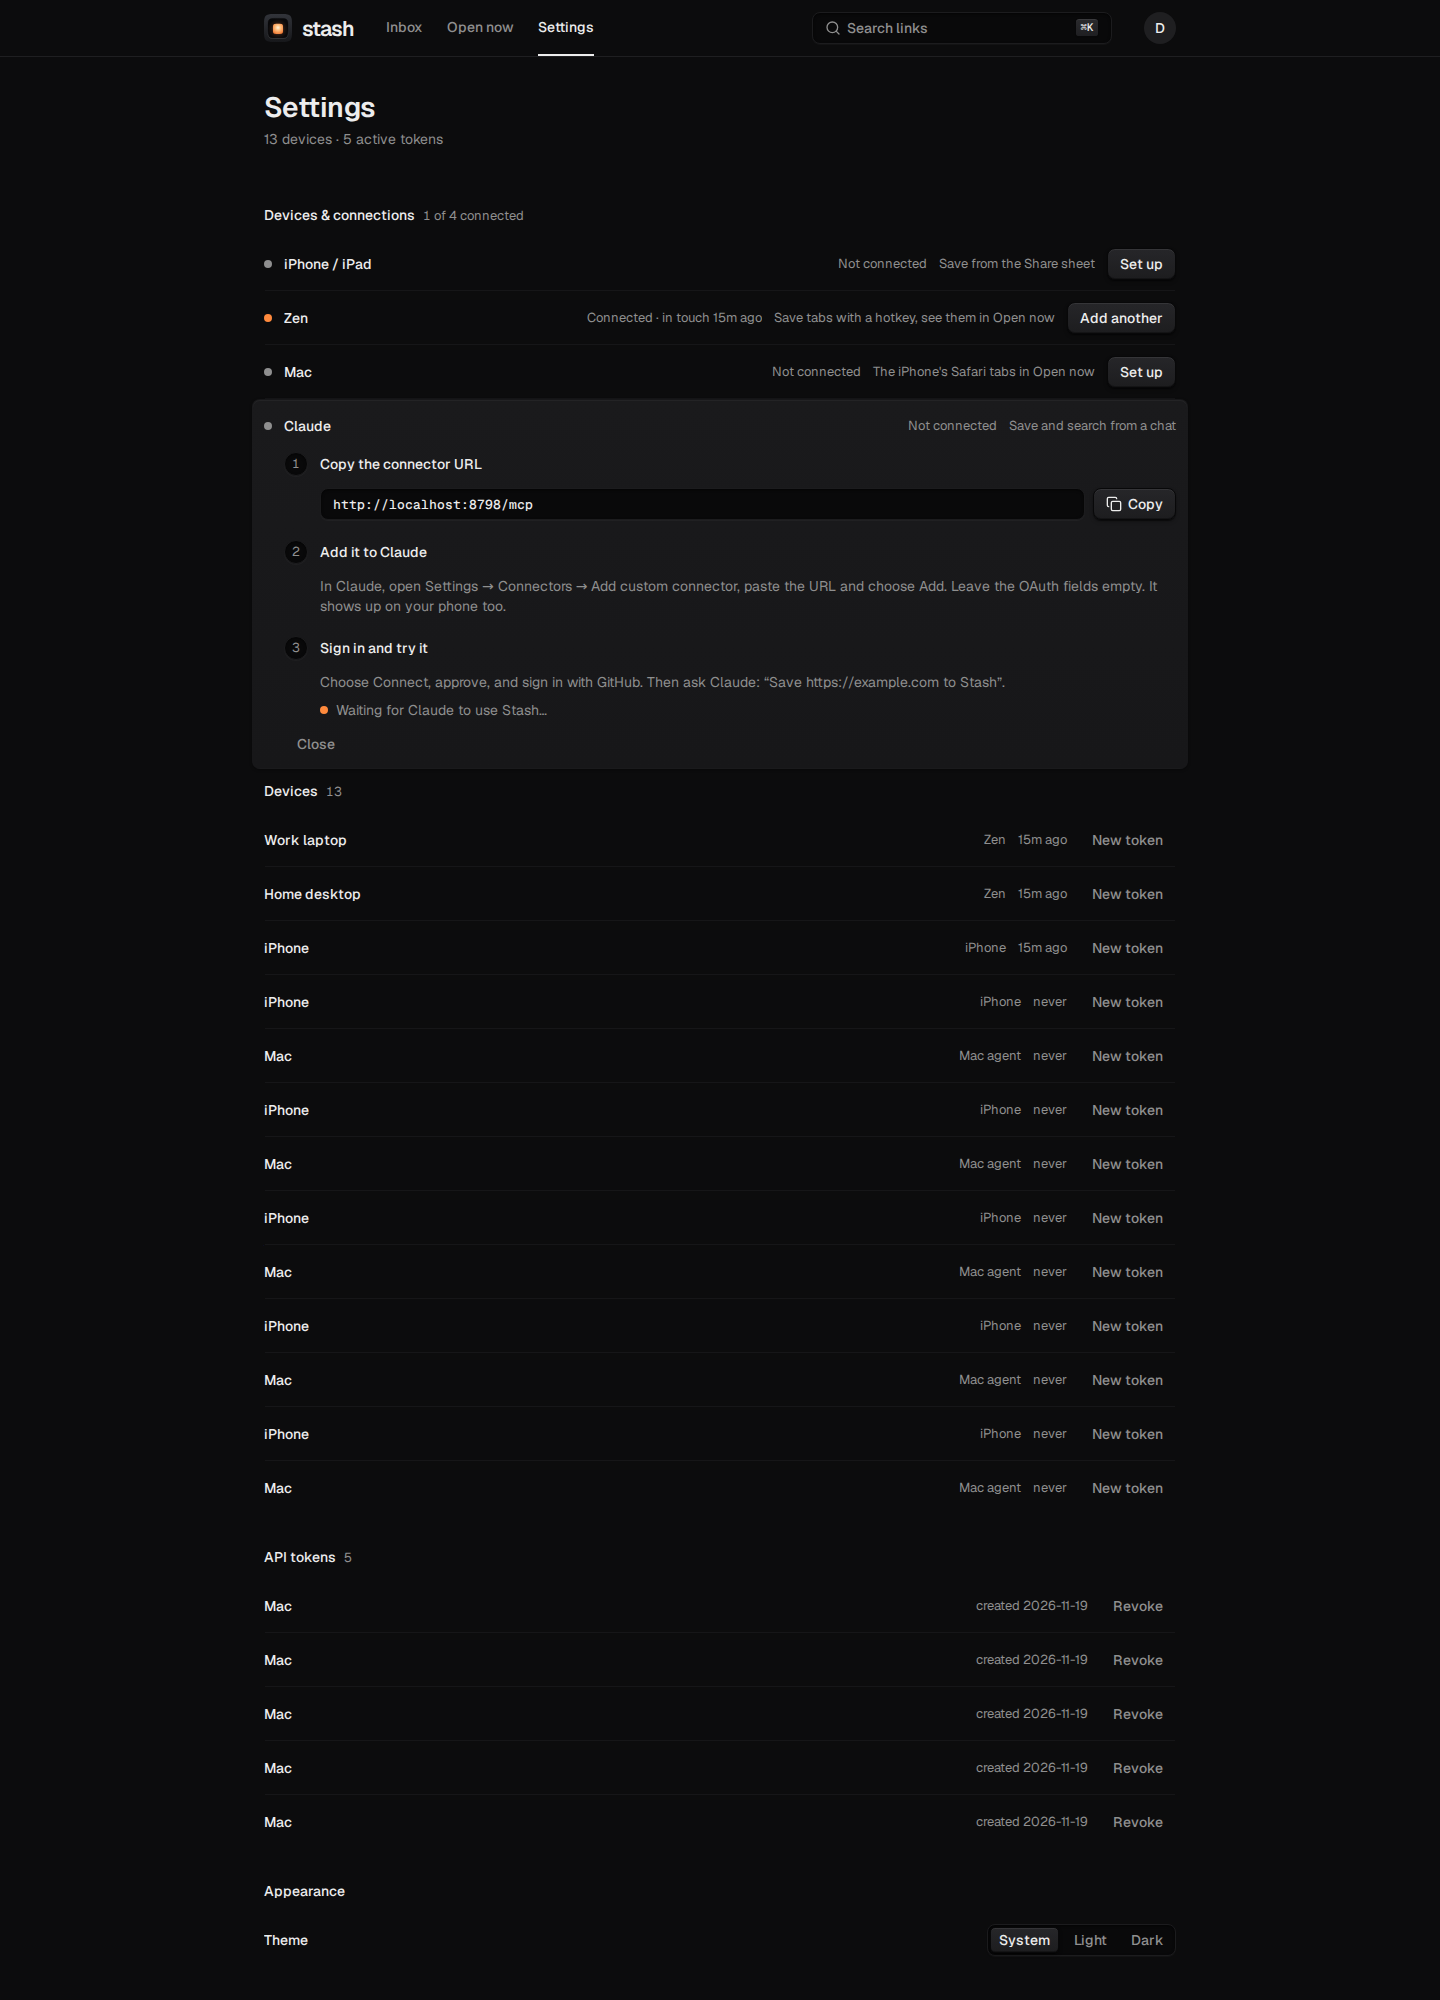 stash Inbox Open now Settings Search links ⌘K D
Settings
13 devices · 5 active tokens
Devices & connections 1 of 4 connected
iPhone / iPad Not connected Save from the Share sheet Set up
Zen Connected · in touch 15m ago Save tabs with a hotkey, see them in Open now Add another
Mac Not connected The iPhone's Safari tabs in Open now Set up
Claude Not connected Save and search from a chat
1 Copy the connector URL
http://localhost:8798/mcp Copy
2 Add it to Claude
In Claude, open Settings → Connectors → Add custom connector, paste the URL and choose Add. Leave the OAuth fields empty. It
shows up on your phone too.
3 Sign in and try it
Choose Connect, approve, and sign in with GitHub. Then ask Claude: “Save https://example.com to Stash”.
Waiting for Claude to use Stash…
Close
Devices 13
Work laptop Zen 15m ago New token
Home desktop Zen 15m ago New token
iPhone iPhone 15m ago New token
iPhone iPhone never New token
Mac Mac agent never New token
iPhone iPhone never New token
Mac Mac agent never New token
iPhone iPhone never New token
Mac Mac agent never New token
iPhone iPhone never New token
Mac Mac agent never New token
iPhone iPhone never New token
Mac Mac agent never New token
API tokens 5
Mac created 2026-11-19 Revoke
Mac created 2026-11-19 Revoke
Mac created 2026-11-19 Revoke
Mac created 2026-11-19 Revoke
Mac created 2026-11-19 Revoke
Appearance
Theme System Light Dark